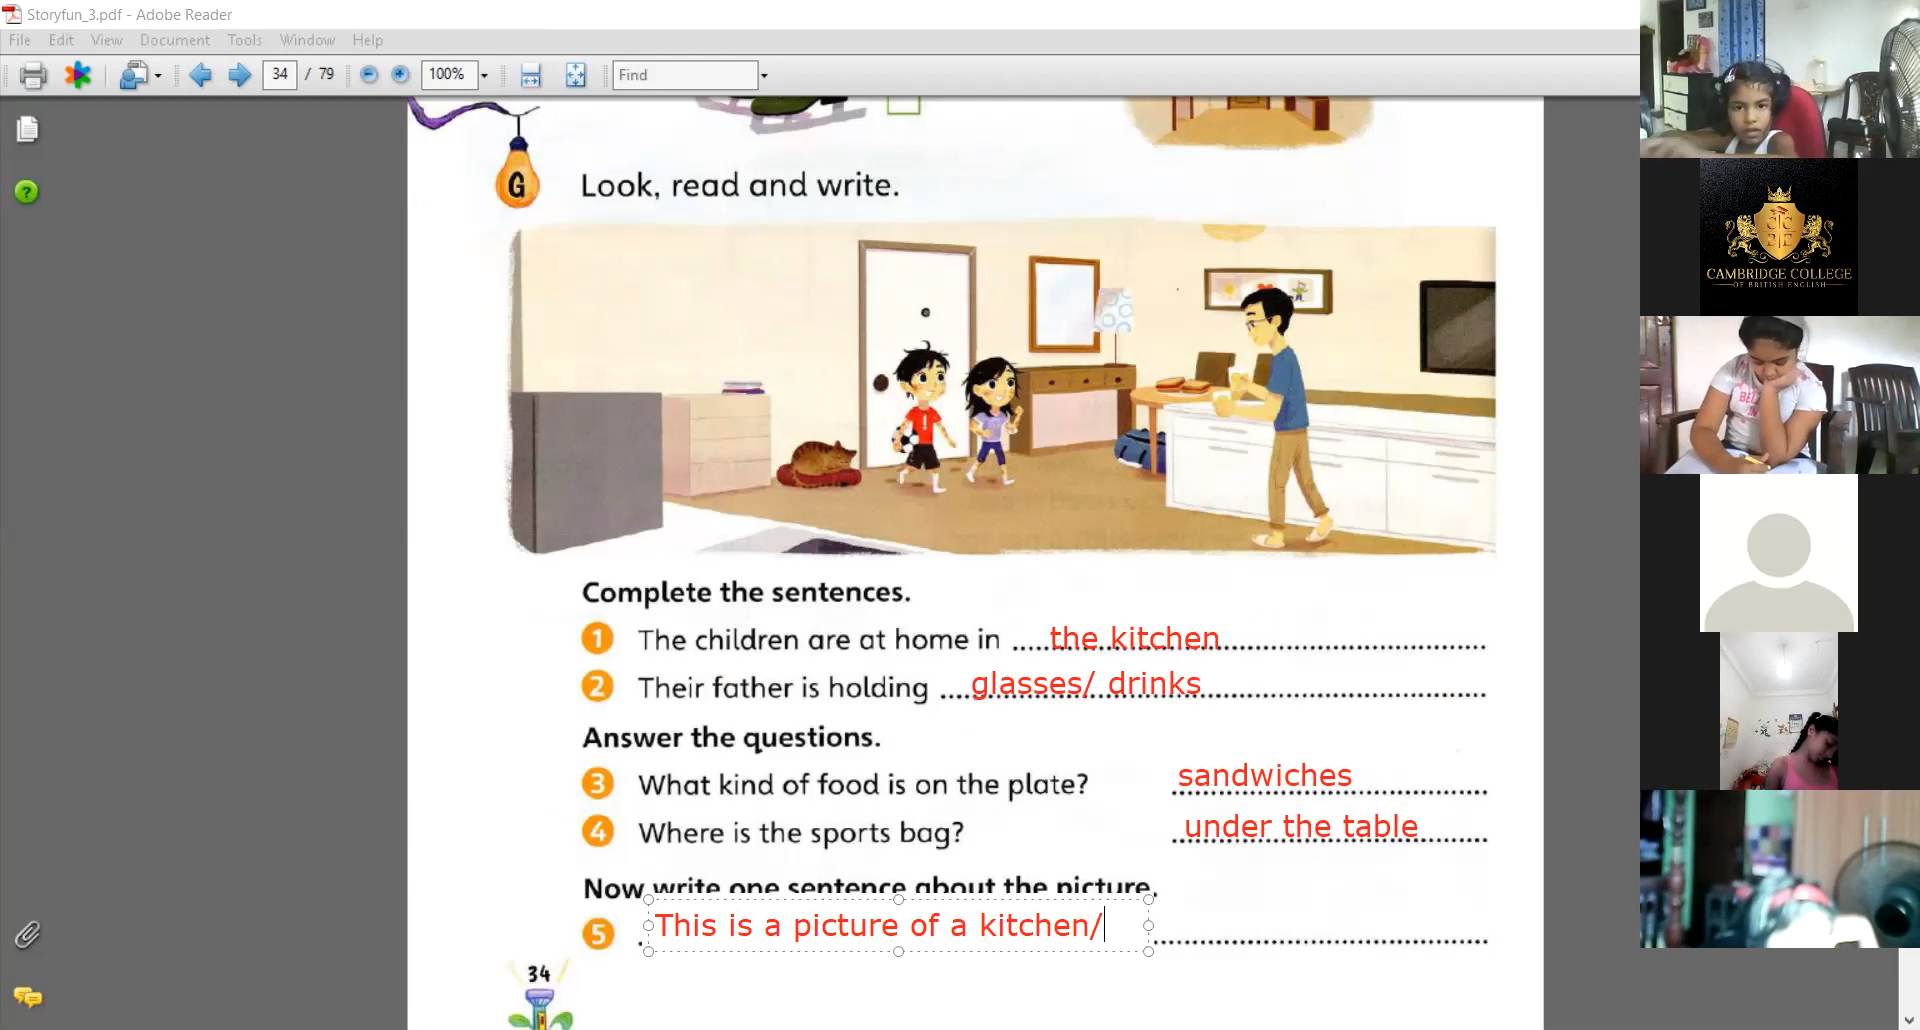 Storyfun_3.pdf - Adobe Reader
File Edit View Document Tools Window Help
34 / 79 100% Find
G Look, read and write.
Complete the sentences.
1 The children are at home in the kitchen
2 Their father is holding glasses/ drinks
Answer the questions.
3 What kind of food is on the plate? sandwiches
4 Where is the sports bag? under the table
Now write one sentence about the picture.
5 This is a picture of a kitchen/
34
CAMBRIDGE COLLEGE
OF BRITISH ENGLISH